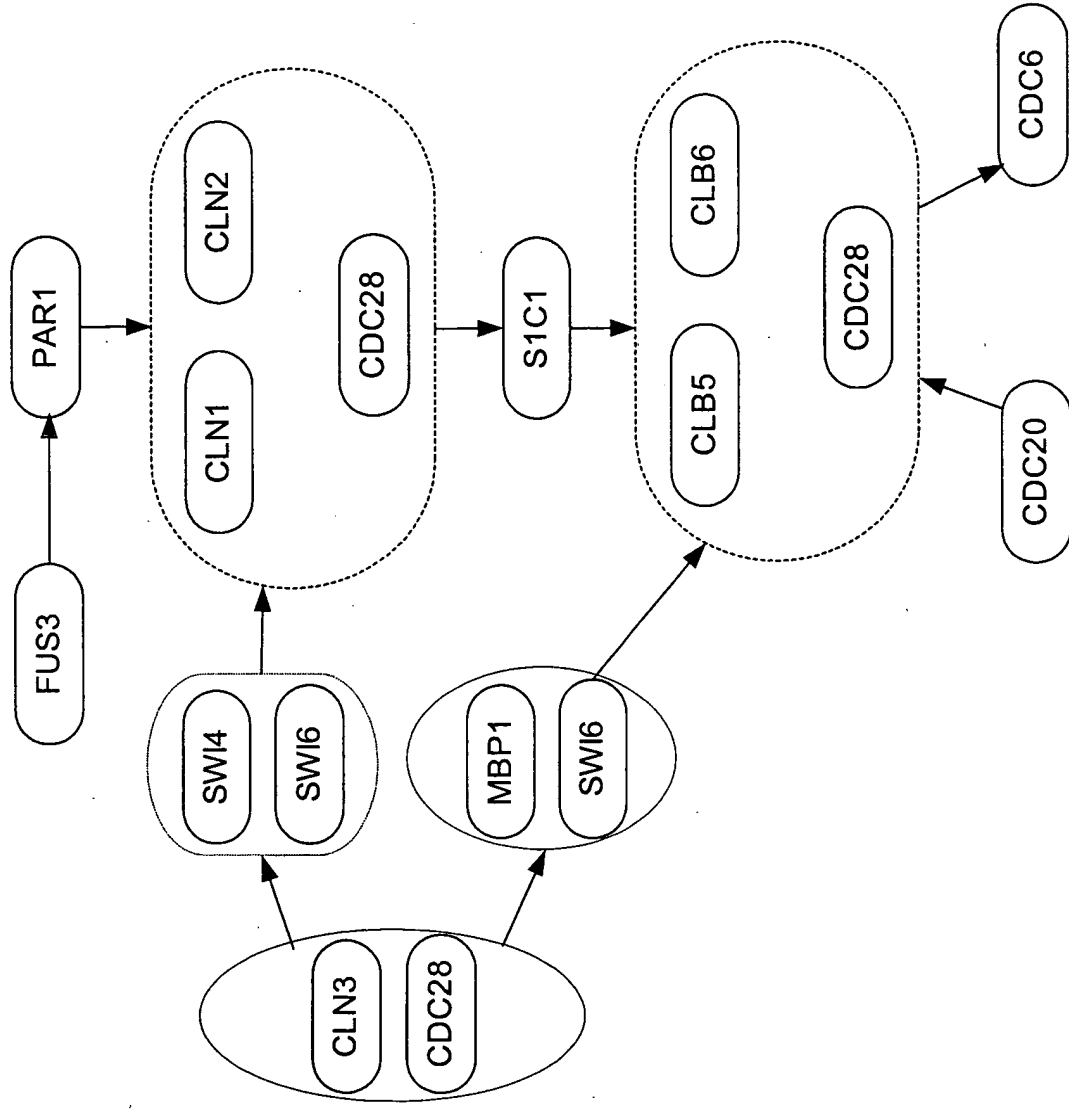 FUS3
PAR1
SWI4
CLN1
CLN2
SWI6
CLN3
CDC28
CDC28
MBP1
S1C1
SWI6
CLB5
CLB6
CDC28
CDC20
CDC6